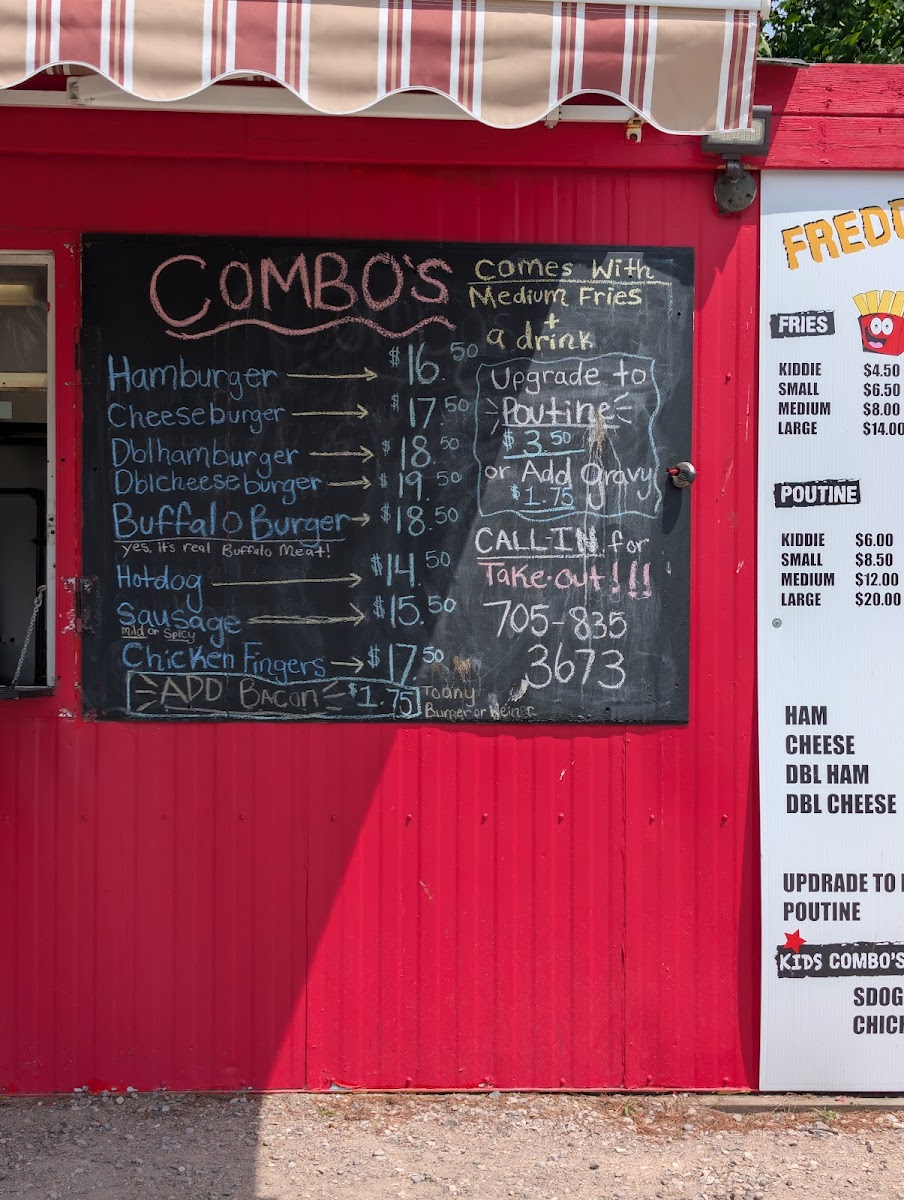 COMBO'S
Comes With
Medium Fries
+
a drink
Hamburger $16.50
Cheeseburger $17.50
Dblhamburger $18.50
Dblcheeseburger $19.50
Buffalo Burger $18.50
yes, It's real Buffalo Meat!
Hotdog $14.50
Sausage $15.50
mild or Spicy
Chicken Fingers $17.50
ADD Bacon $1.75
To any
Burger or Weiner
Upgrade to
Poutine
$3.50
or Add Gravy
$1.75
CALL-IN for
Take-out!!!
705-835
3673
FREDD
FRIES
KIDDIE $4.50
SMALL $6.50
MEDIUM $8.00
LARGE $14.00
POUTINE
KIDDIE $6.00
SMALL $8.50
MEDIUM $12.00
LARGE $20.00
HAM
CHEESE
DBL HAM
DBL CHEESE
UPDRADE TO
POUTINE
KIDS COMBO'S
SDOG
CHIC